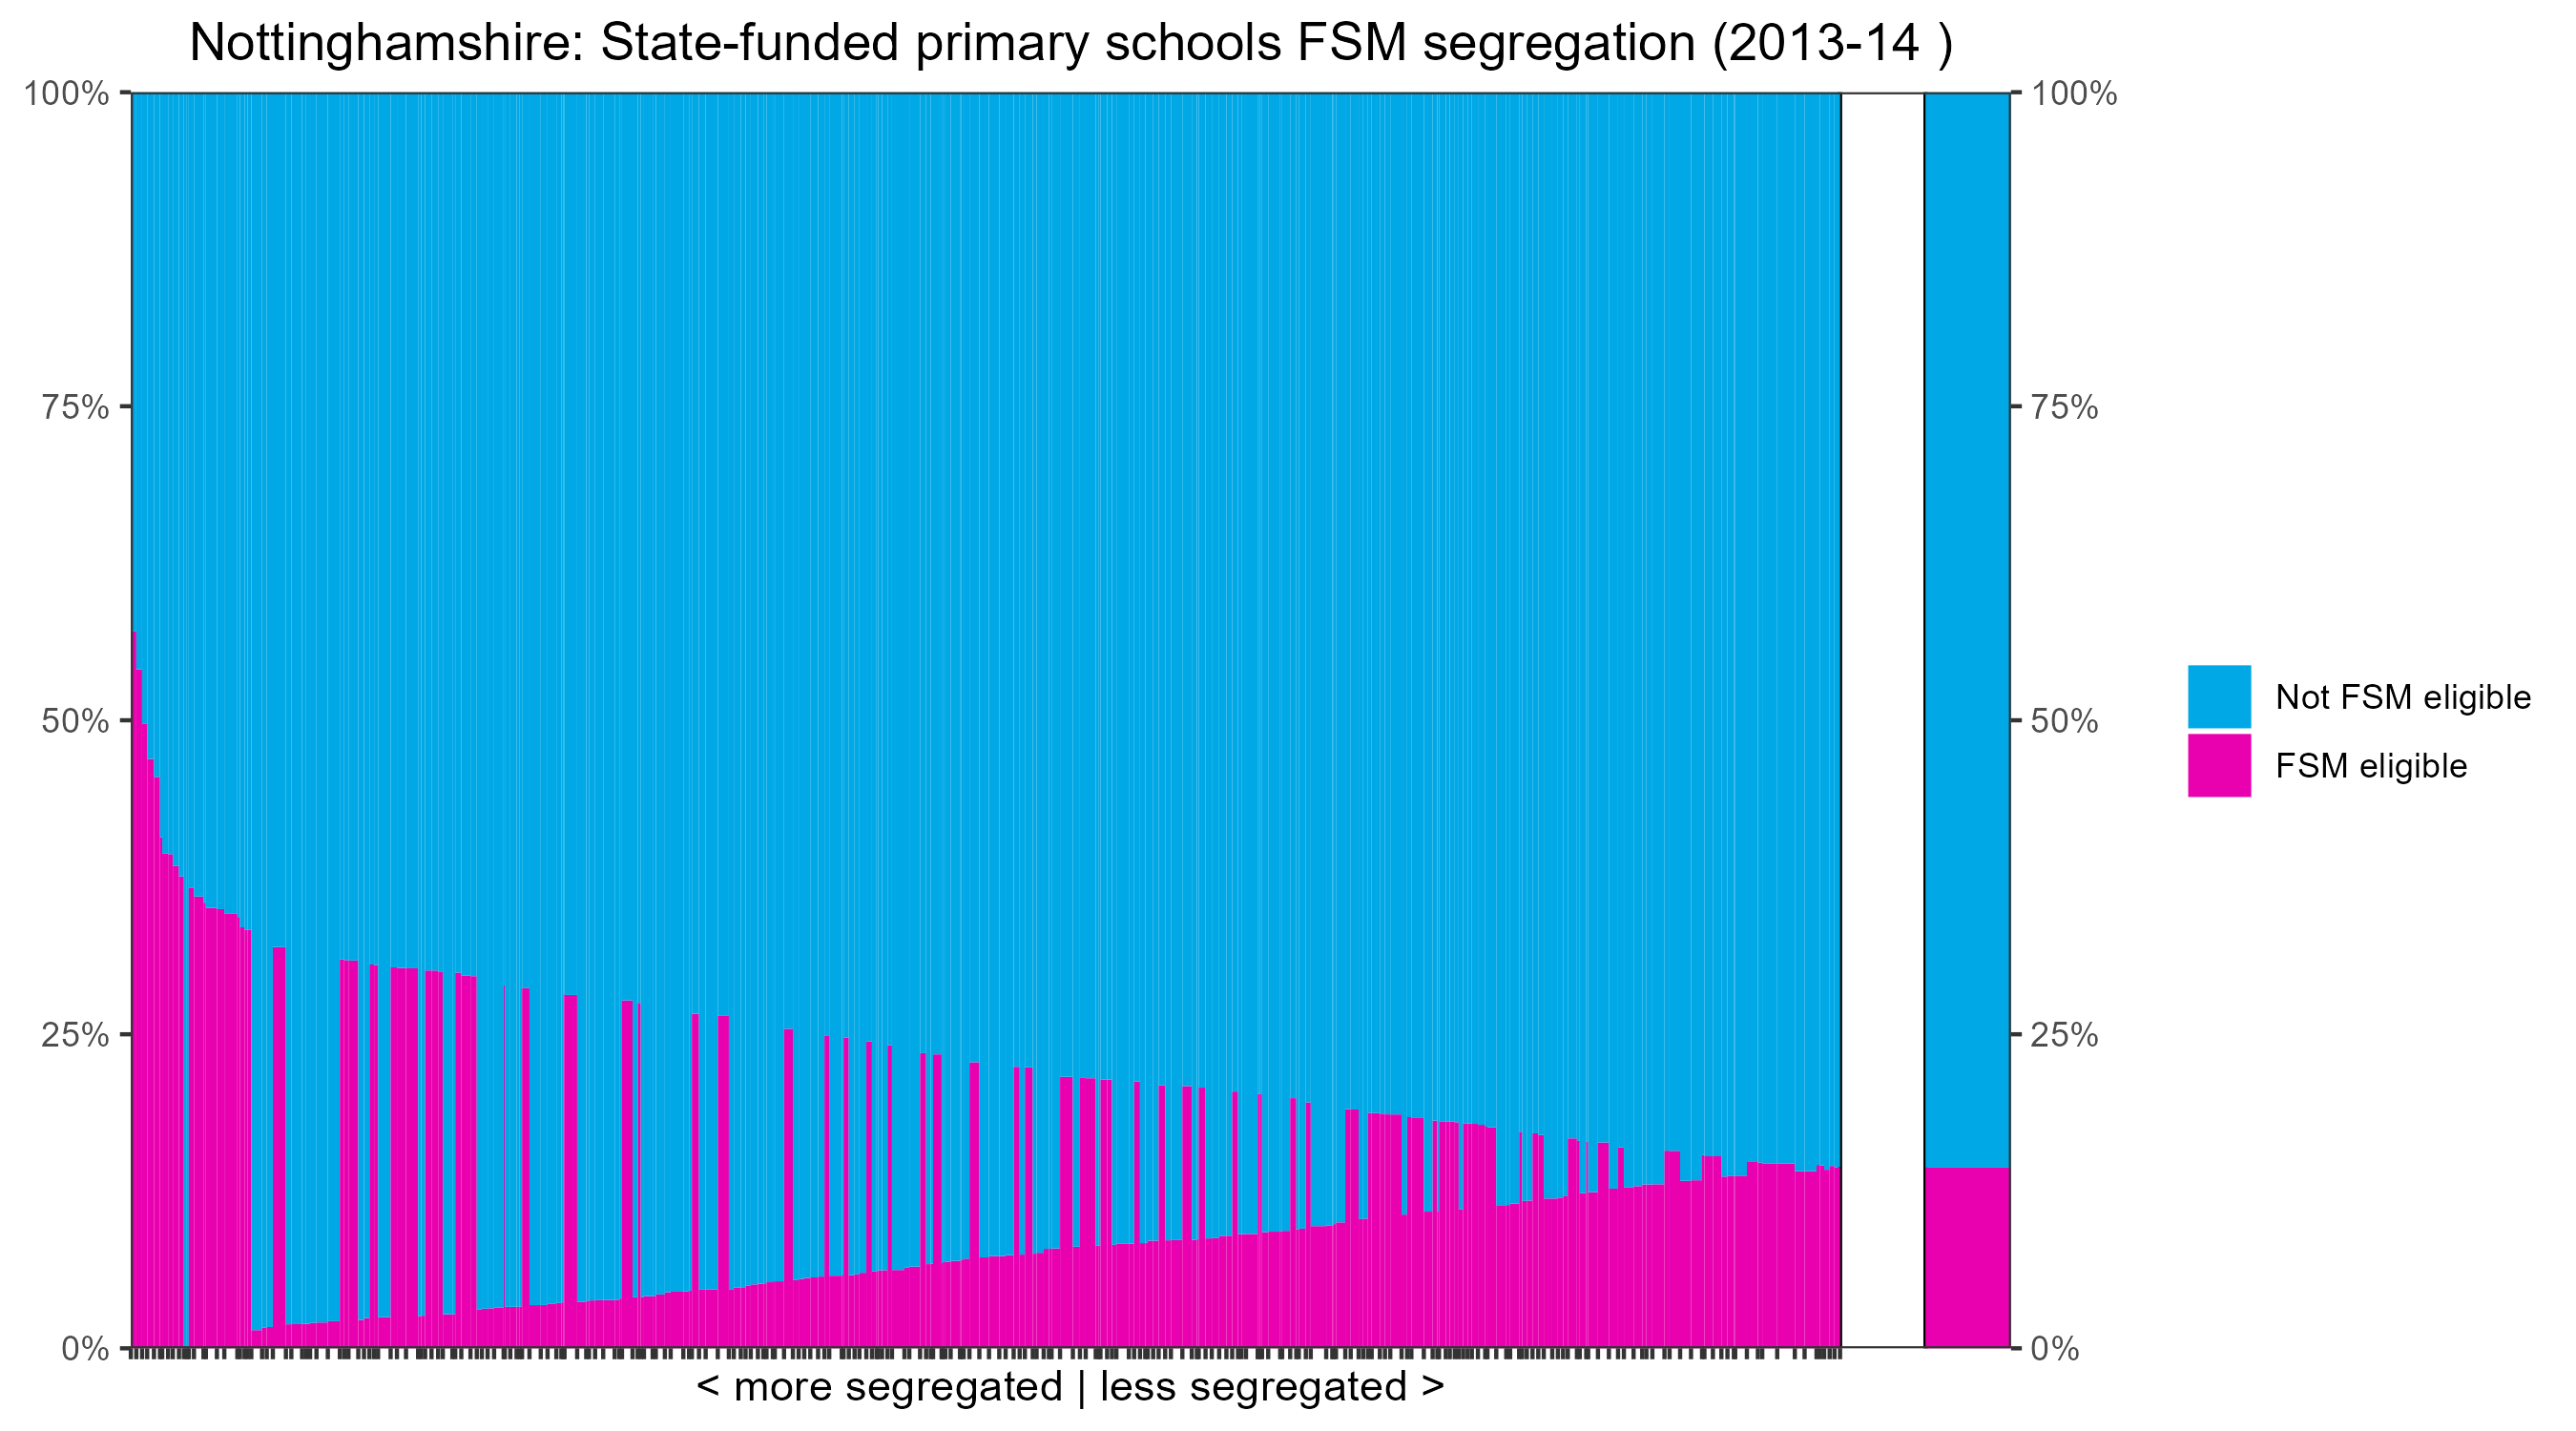 Nottinghamshire: State-funded primary schools FSM segregation (2013-14 )
100%
75%
50%
25%
0%
100%
75%
50%
25%
0%
Not FSM eligible
FSM eligible
< more segregated | less segregated >